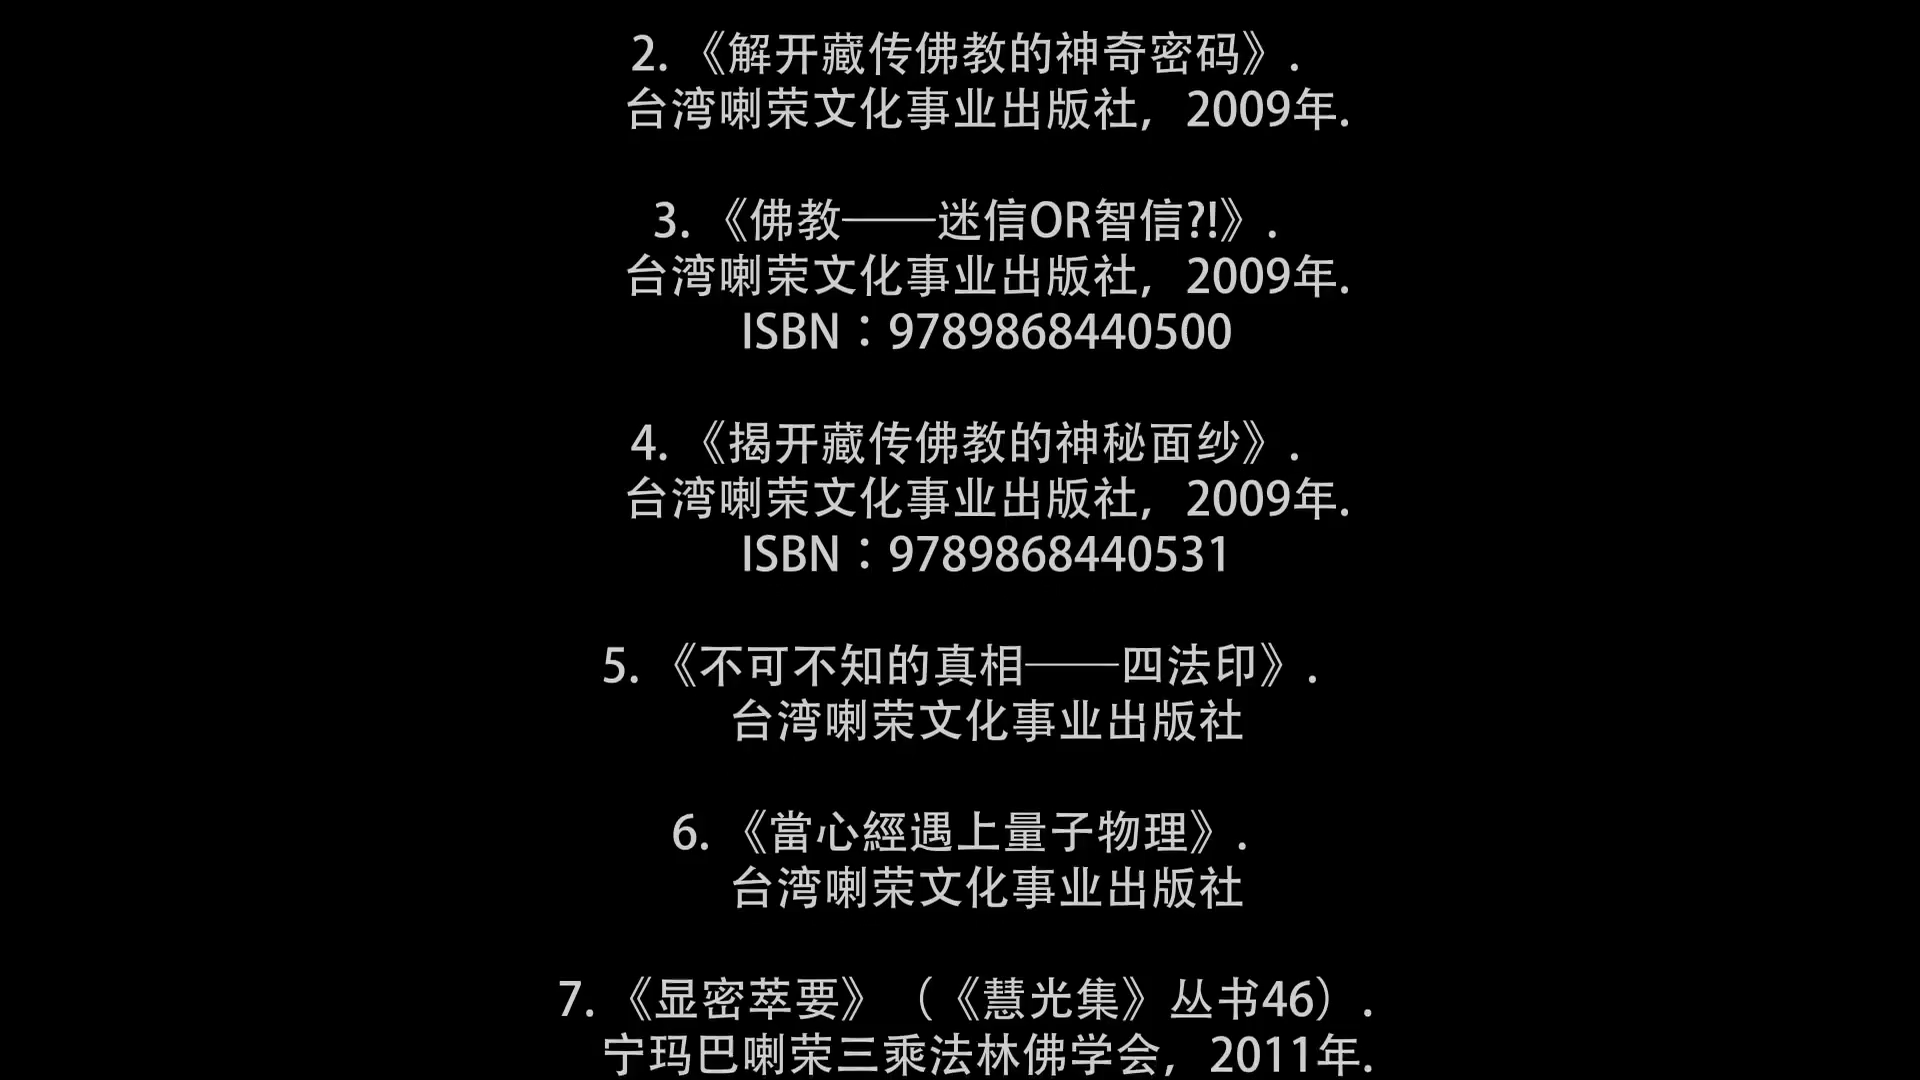 2. 《解开藏传佛教的神奇密码》.
台湾喇荣文化事业出版社，2009年.
3. 《佛教——迷信OR智信?!》.
台湾喇荣文化事业出版社，2009年.
ISBN：9789868440500
4. 《揭开藏传佛教的神秘面纱》.
台湾喇荣文化事业出版社，2009年.
ISBN：9789868440531
5. 《不可不知的真相——四法印》.
台湾喇荣文化事业出版社
6. 《當心經遇上量子物理》.
台湾喇荣文化事业出版社
7. 《显密萃要》（《慧光集》丛书46）.
宁玛巴喇荣三乘法林佛学会，2011年.